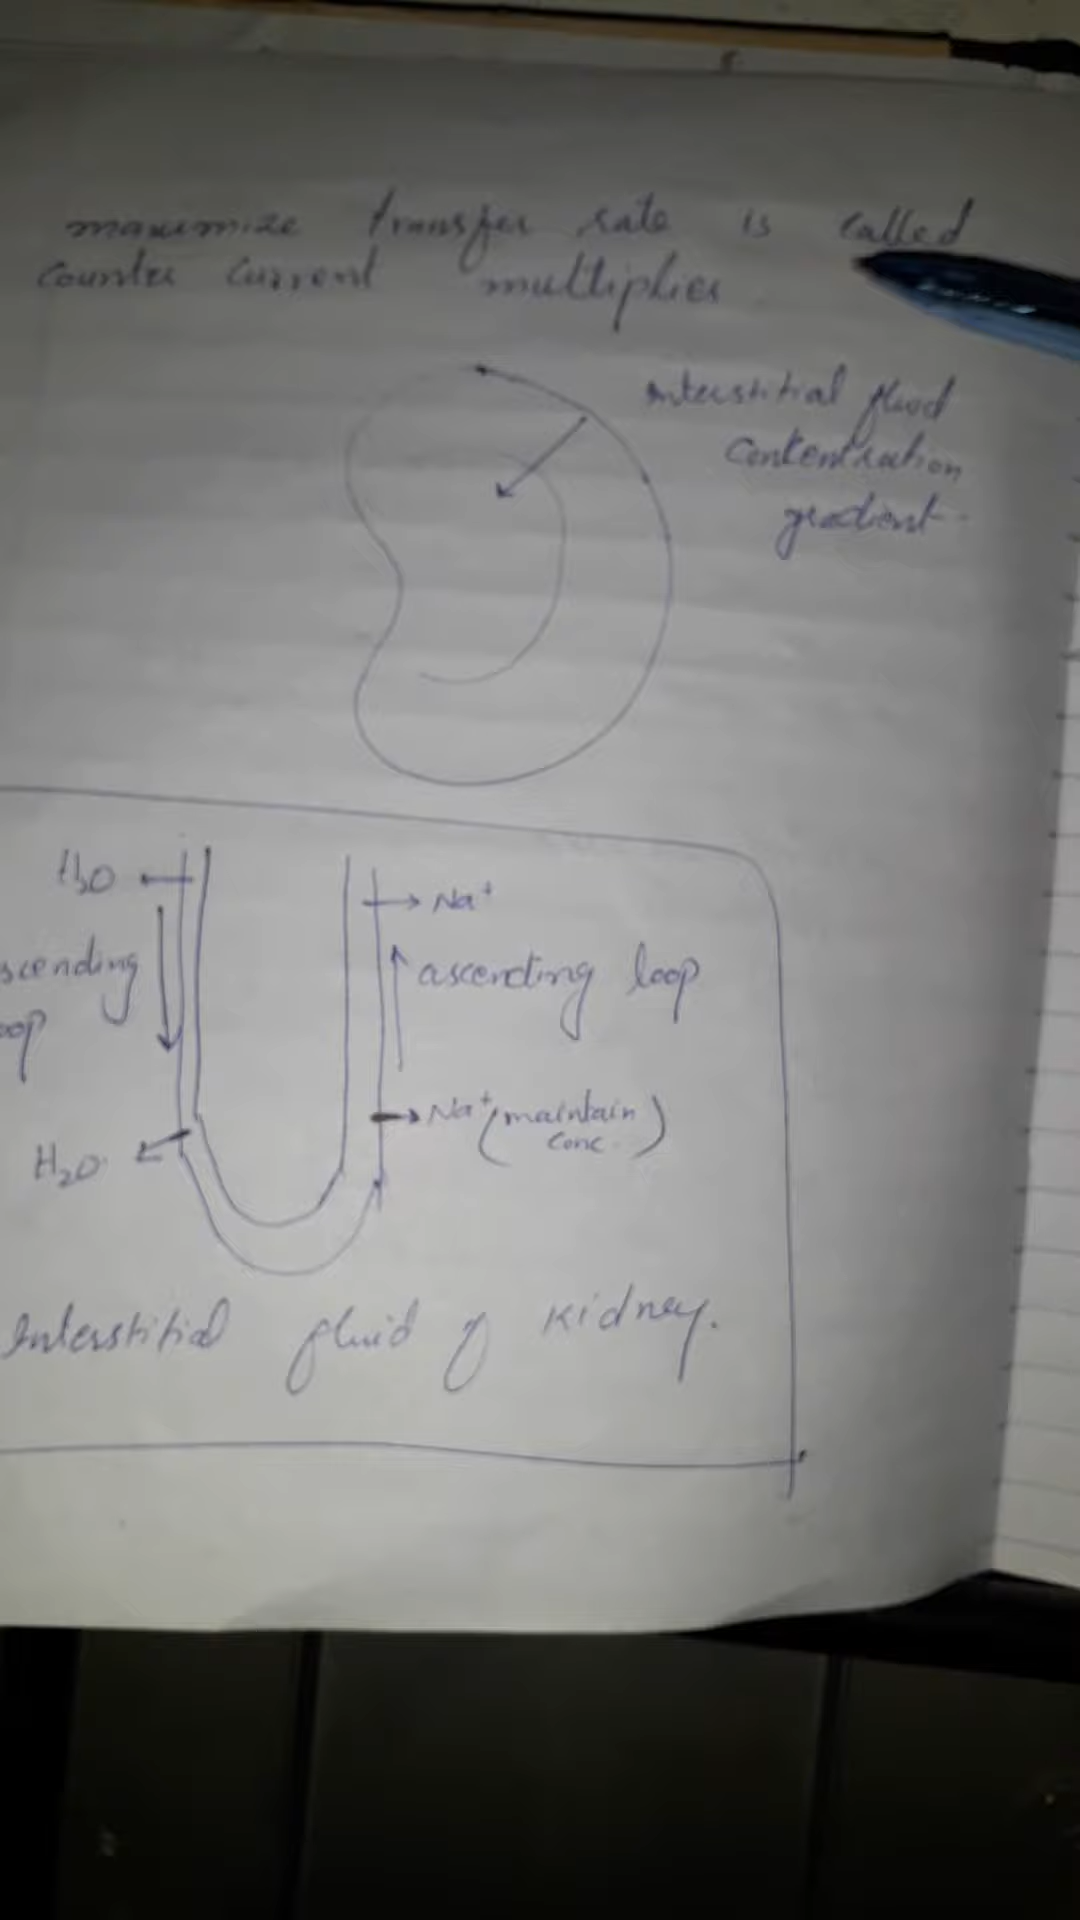 maximize transfer rate is called
counter current multiplier
interstitial fluid
concentration
gradient
H2O
Na+
scending
ascending loop
oop
Na+ (maintain
conc.)
H2O
Interstitial fluid of kidney.